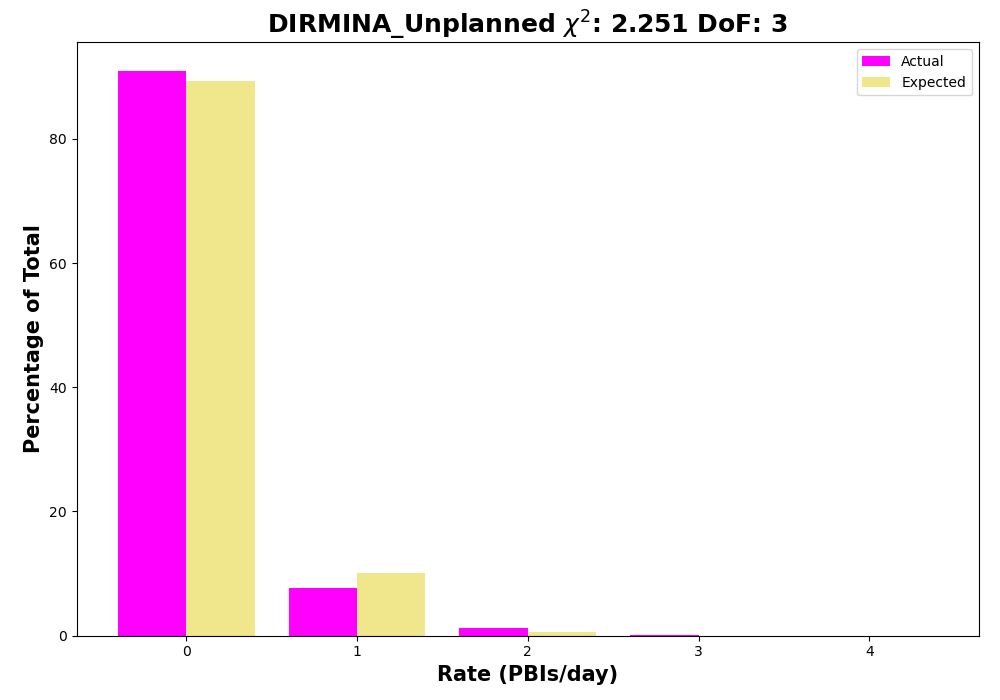 DIRMINA_Unplanned χ²: 2.251 DoF: 3
Actual
Expected
Percentage of Total
80
60
40
20
0
0 1 2 3 4
Rate (PBIs/day)